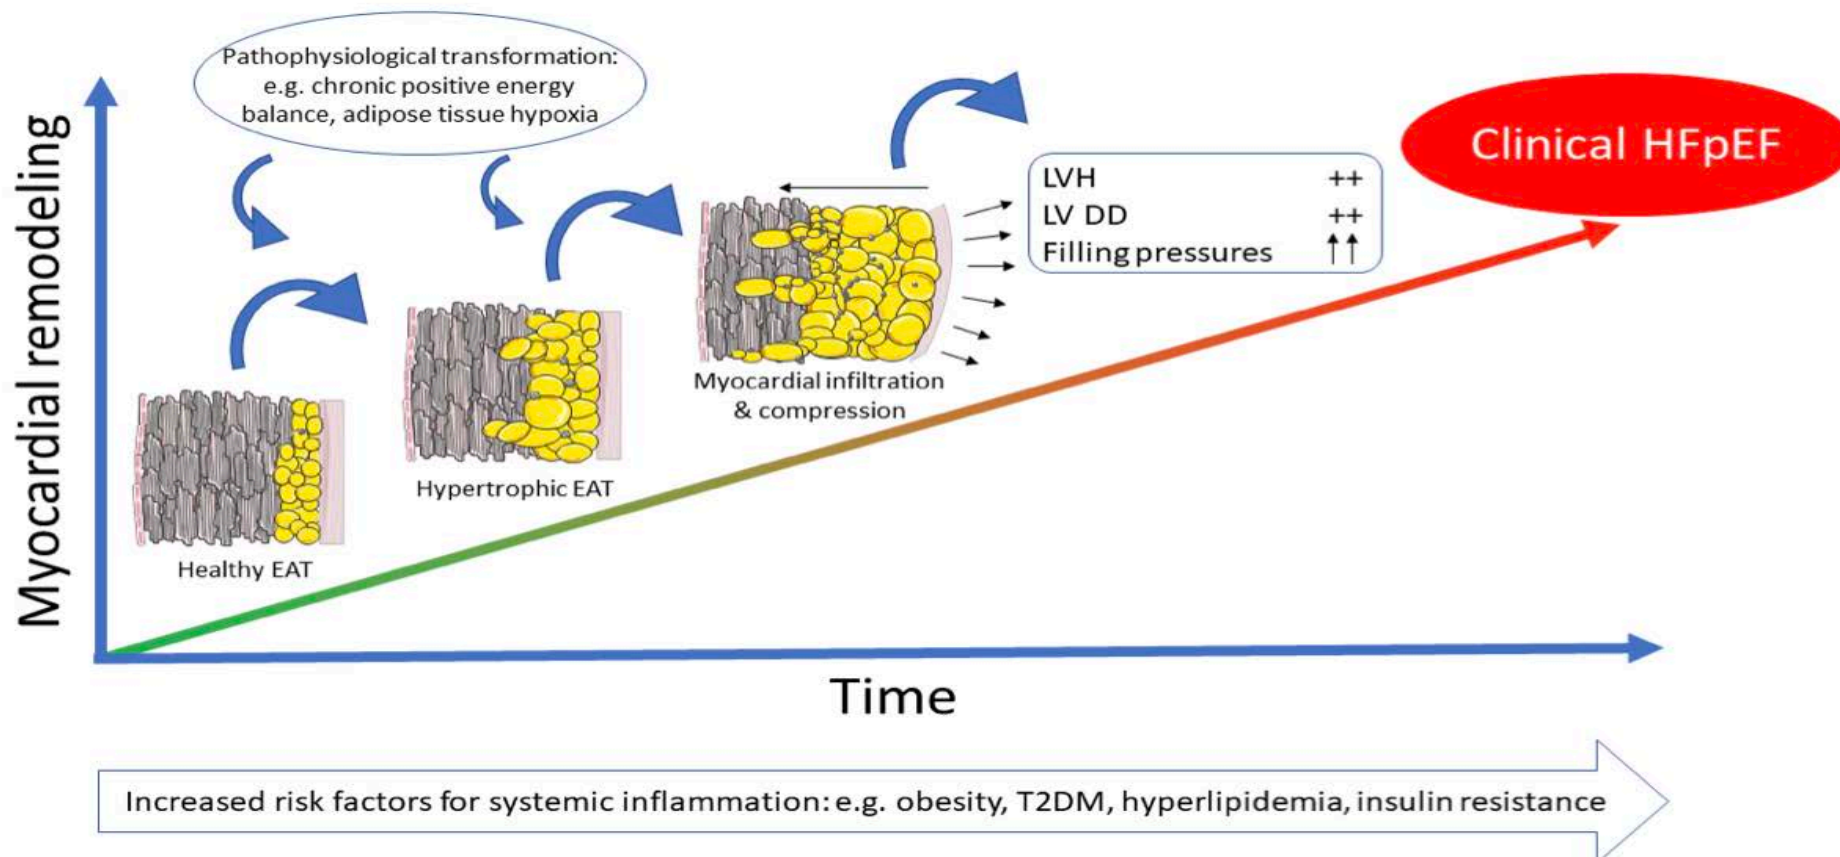 Pathophysiological transformation:
e.g. chronic positive energy
balance, adipose tissue hypoxia
Myocardial remodeling
Clinical HFpEF
LVH ++
LV DD ++
Filling pressures ↑↑
Myocardial infiltration
& compression
Hypertrophic EAT
Healthy EAT
Time
Increased risk factors for systemic inflammation: e.g. obesity, T2DM, hyperlipidemia, insulin resistance